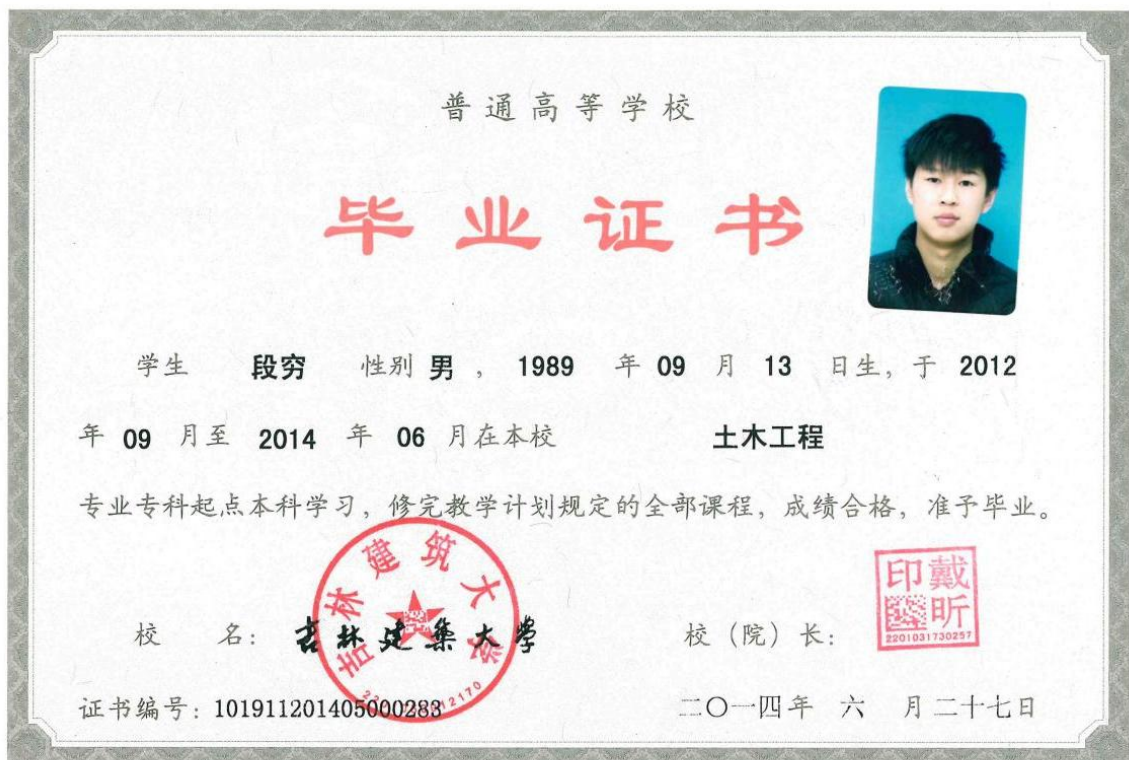 普通高等学校
毕业证书
学生 段穷 性别 男 , 1989 年 09 月 13 日生, 于 2012
年 09 月至 2014 年 06 月在本校 土木工程
专业专科起点本科学习, 修完教学计划规定的全部课程, 成绩合格, 准予毕业。
吉林建筑大学
印戴昕
2201031730257
校 名: 吉林建筑大学 校(院)长:
证书编号: 101911201405000283 二〇一四年 六 月二十七日